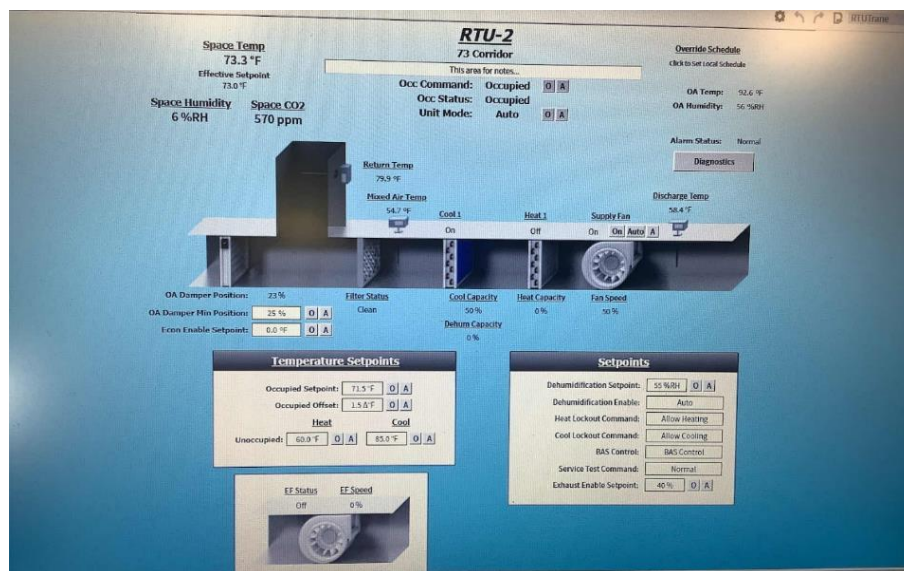 RTUTrane
RTU-2
73 Corridor
This area for notes...
Space Temp
73.3 °F
Effective Setpoint
73.0 °F
Space Humidity Space CO2
6 %RH 570 ppm
Occ Command: Occupied O A
Occ Status: Occupied
Unit Mode: Auto O A
Override Schedule
Click to Set Local Schedule
OA Temp: 92.6 °F
OA Humidity: 56 %RH
Alarm Status: Normal
Diagnostics
Return Temp
79.9 °F
Mixed Air Temp
54.7 °F
Cool 1
On
Heat 1
Off
Supply Fan
On On Auto A
Discharge Temp
58.4 °F
OA Damper Position: 23 %
OA Damper Min Position: 25 % O A
Econ Enable Setpoint: 0.0 °F O A
Filter Status
Clean
Cool Capacity
50 %
Dehum Capacity
0 %
Heat Capacity
0 %
Fan Speed
50 %
Temperature Setpoints
Occupied Setpoint: 71.5 °F O A
Occupied Offset: 1.5 Δ°F O A
Heat Cool
Unoccupied: 60.0 °F O A 85.0 °F O A
Setpoints
Dehumidification Setpoint: 55 %RH O A
Dehumidification Enable: Auto
Heat Lockout Command: Allow Heating
Cool Lockout Command: Allow Cooling
BAS Control: BAS Control
Service Test Command: Normal
Exhaust Enable Setpoint: 40 % O A
EF Status EF Speed
Off 0 %